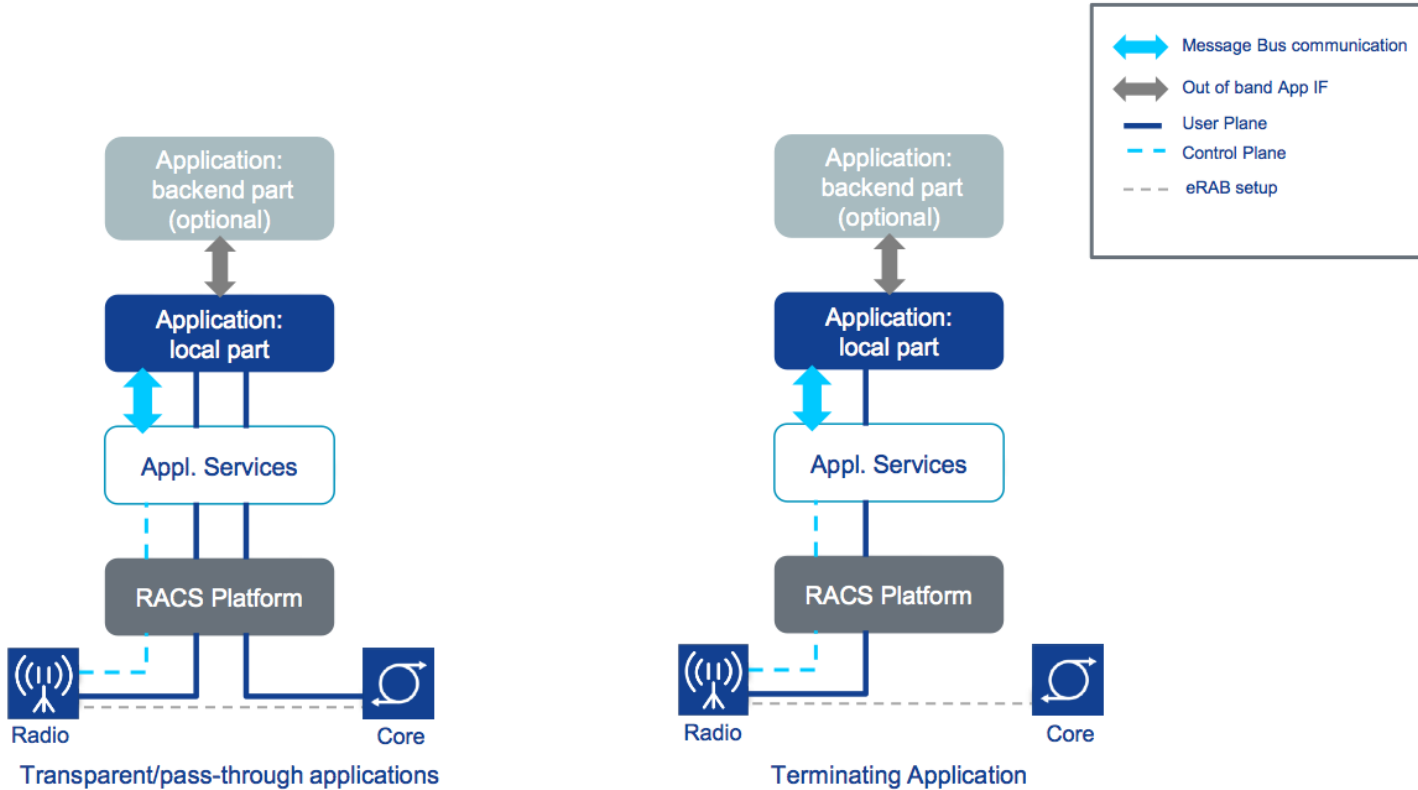 Message Bus communication
Out of band App IF
User Plane
Control Plane
eRAB setup
Application:
backend part
(optional)
Application:
local part
Appl. Services
RACS Platform
Radio
Core
Transparent/pass-through applications
Application:
backend part
(optional)
Application:
local part
Appl. Services
RACS Platform
Radio
Core
Terminating Application